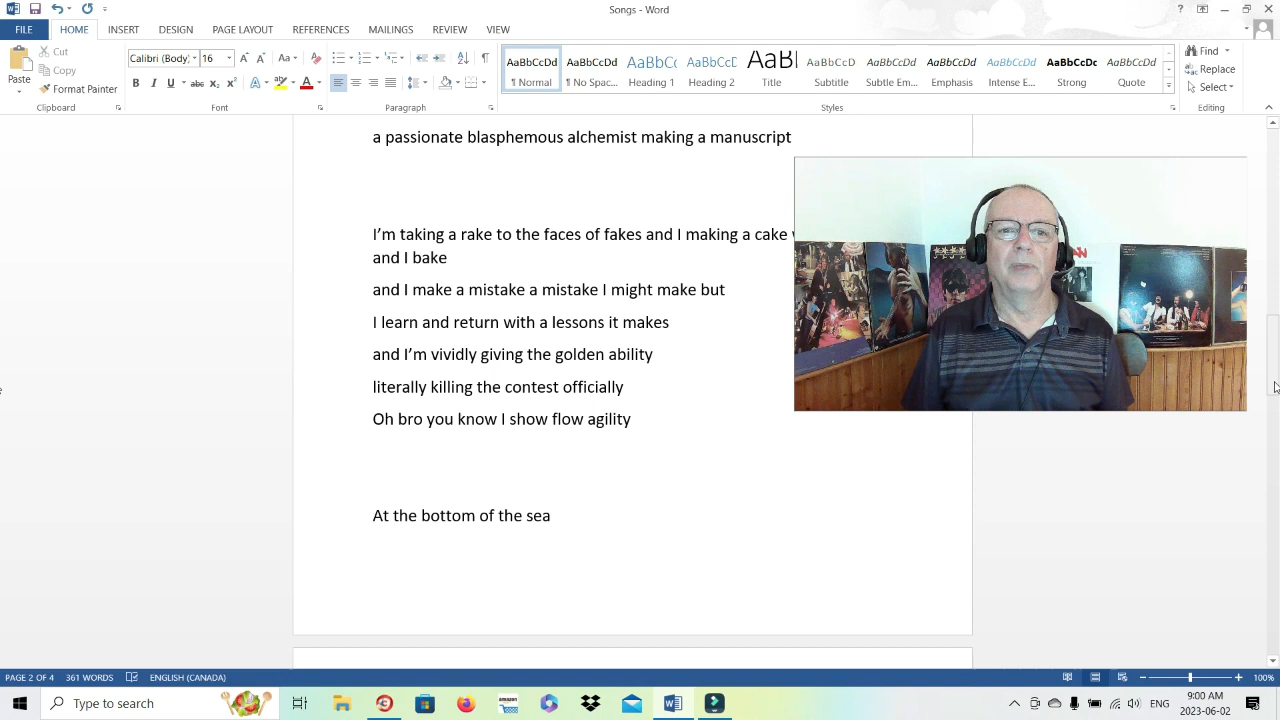 Songs - Word
FILE HOME INSERT DESIGN PAGE LAYOUT REFERENCES MAILINGS REVIEW VIEW
Paste
Cut
Copy
Format Painter
Clipboard
Calibri (Body) 16
Font
Paragraph
AaBbCcDd AaBbCcDd AaBbC( AaBbCcC AaB AaBbCcD AaBbCcDd AaBbCcDd AaBbCcDd AaBbCcDc AaBbCcDd
¶ Normal ¶ No Spac... Heading 1 Heading 2 Title Subtitle Subtle Em... Emphasis Intense E... Strong Quote
Styles
Find
Replace
Select
Editing
a passionate blasphemous alchemist making a manuscript
I’m taking a rake to the faces of fakes and I making a cake
and I bake
and I make a mistake a mistake I might make but
I learn and return with a lessons it makes
and I’m vividly giving the golden ability
literally killing the contest officially
Oh bro you know I show flow agility
At the bottom of the sea
PAGE 2 OF 4 361 WORDS ENGLISH (CANADA) 100%
Type to search
amazon
ENG
9:00 AM
2023-06-02